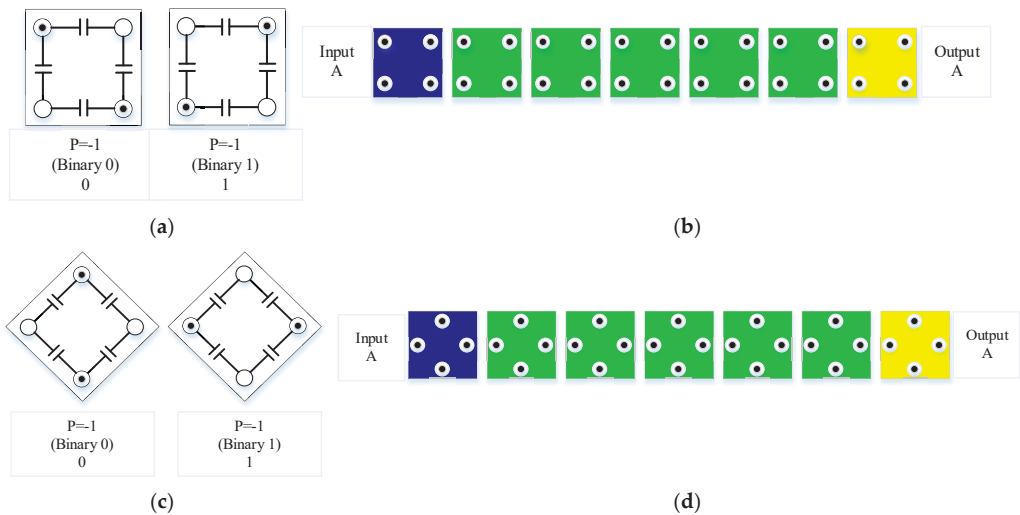 P=-1
(Binary 0)
0
P=-1
(Binary 1)
1
(a)
Input
A
Output
A
(b)
P=-1
(Binary 0)
0
P=-1
(Binary 1)
1
(c)
Input
A
Output
A
(d)